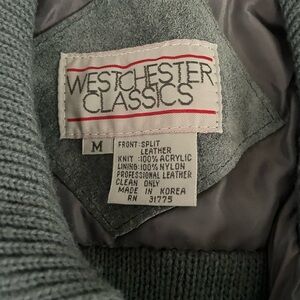 WESTCHESTER
CLASSICS
M
FRONT:SPLIT
LEATHER
KNIT :100% ACRYLIC
LINING:100% NYLON
PROFESSIONAL LEATHER
CLEAN ONLY
MADE IN KOREA
RN 31775